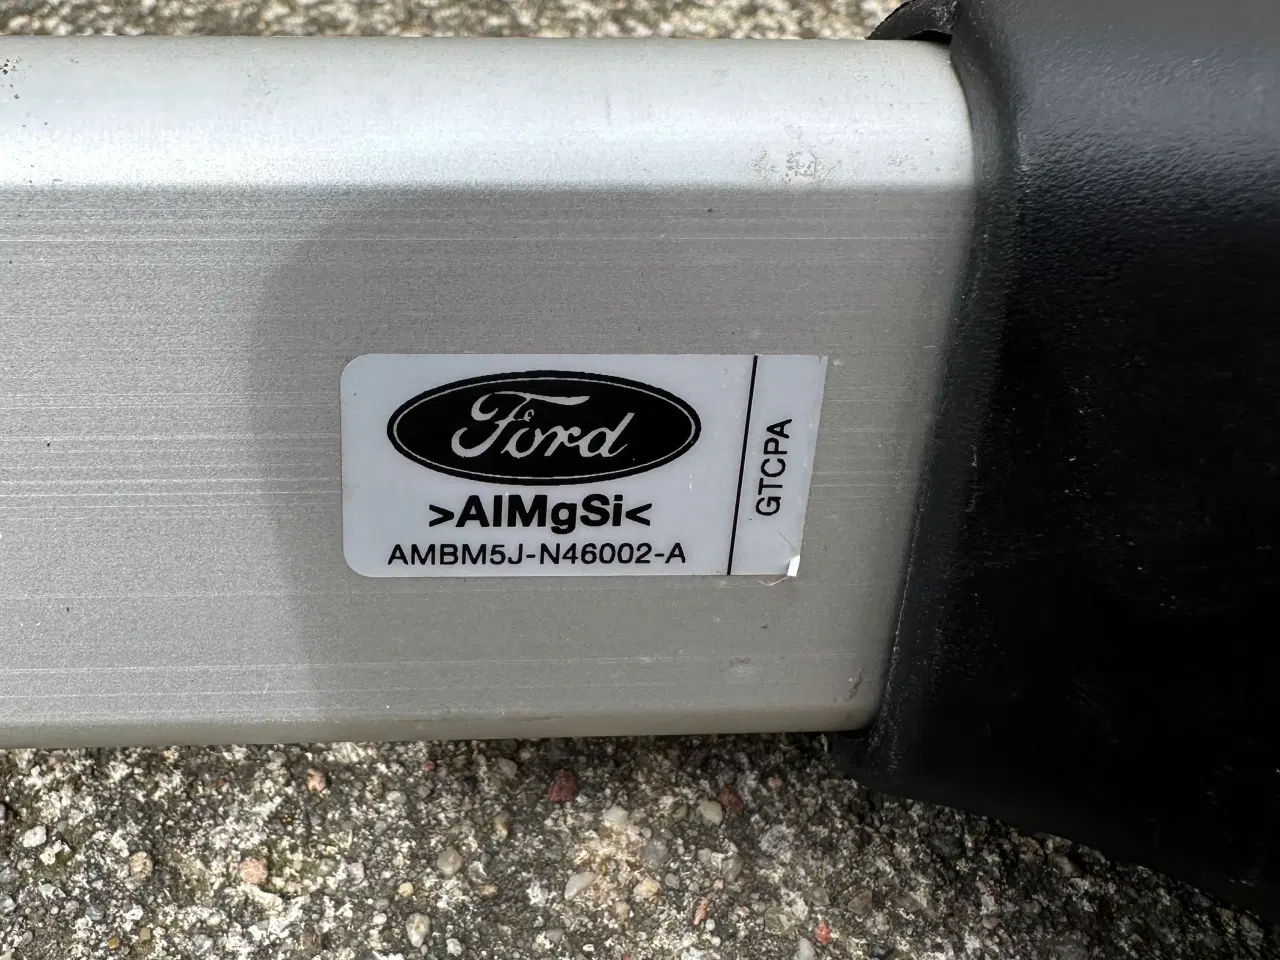 Ford
>AlMgSi<
AMBM5J-N46002-A
GTCPA